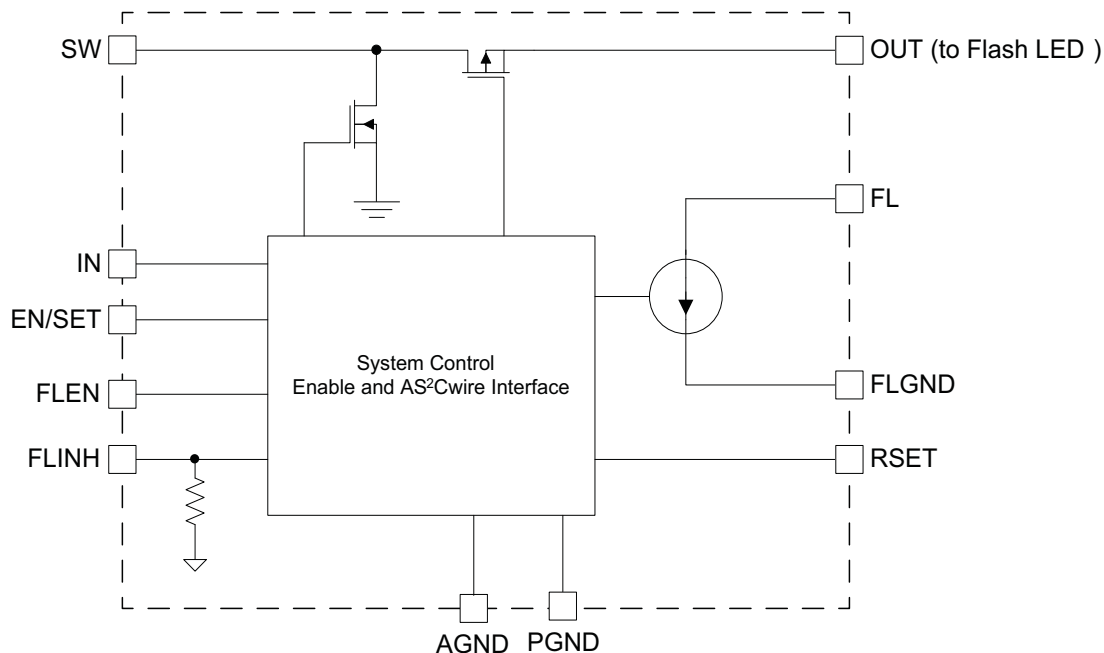 SW
OUT (to Flash LED )
FL
IN
EN/SET
System Control
Enable and AS²Cwire Interface
FLEN
FLGND
FLINH
RSET
AGND
PGND